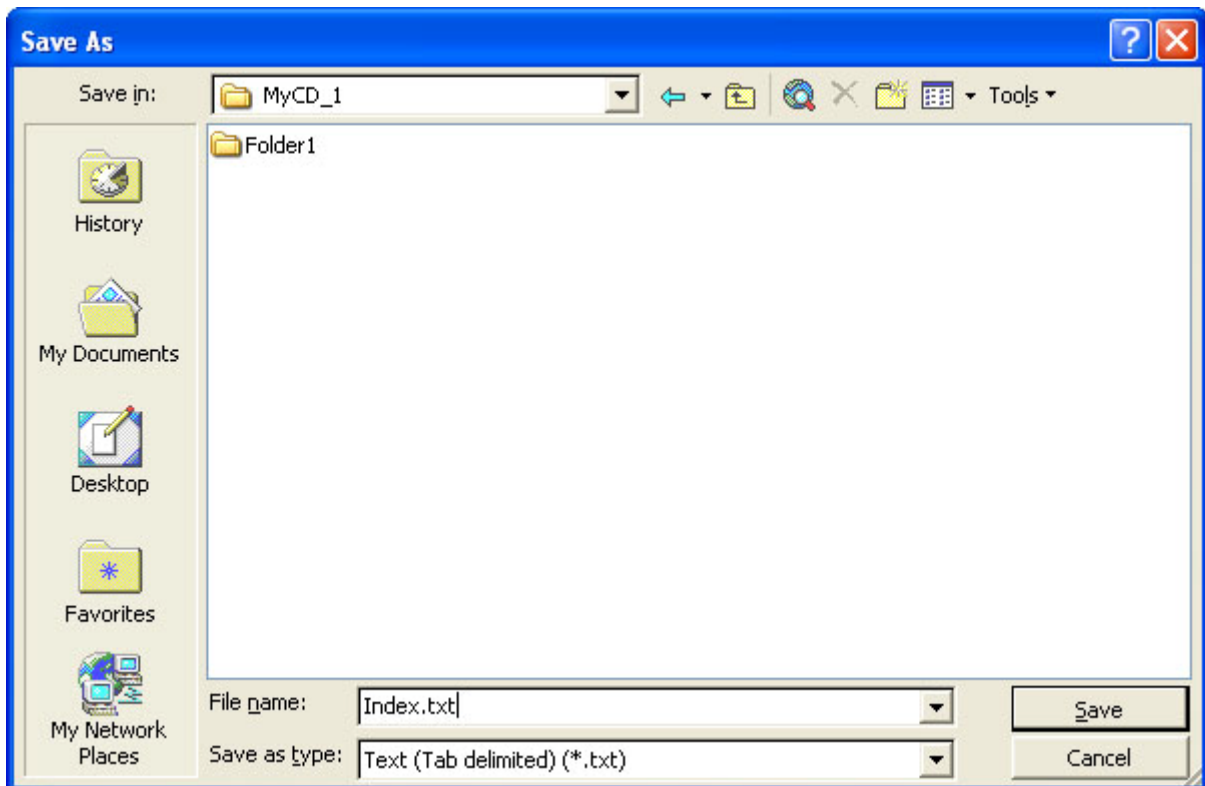 Save As
Save in:
MyCD_1
Tools
Folder1
History
My Documents
Desktop
Favorites
My Network
Places
File name:
Index.txt
Save
Save as type:
Text (Tab delimited) (*.txt)
Cancel